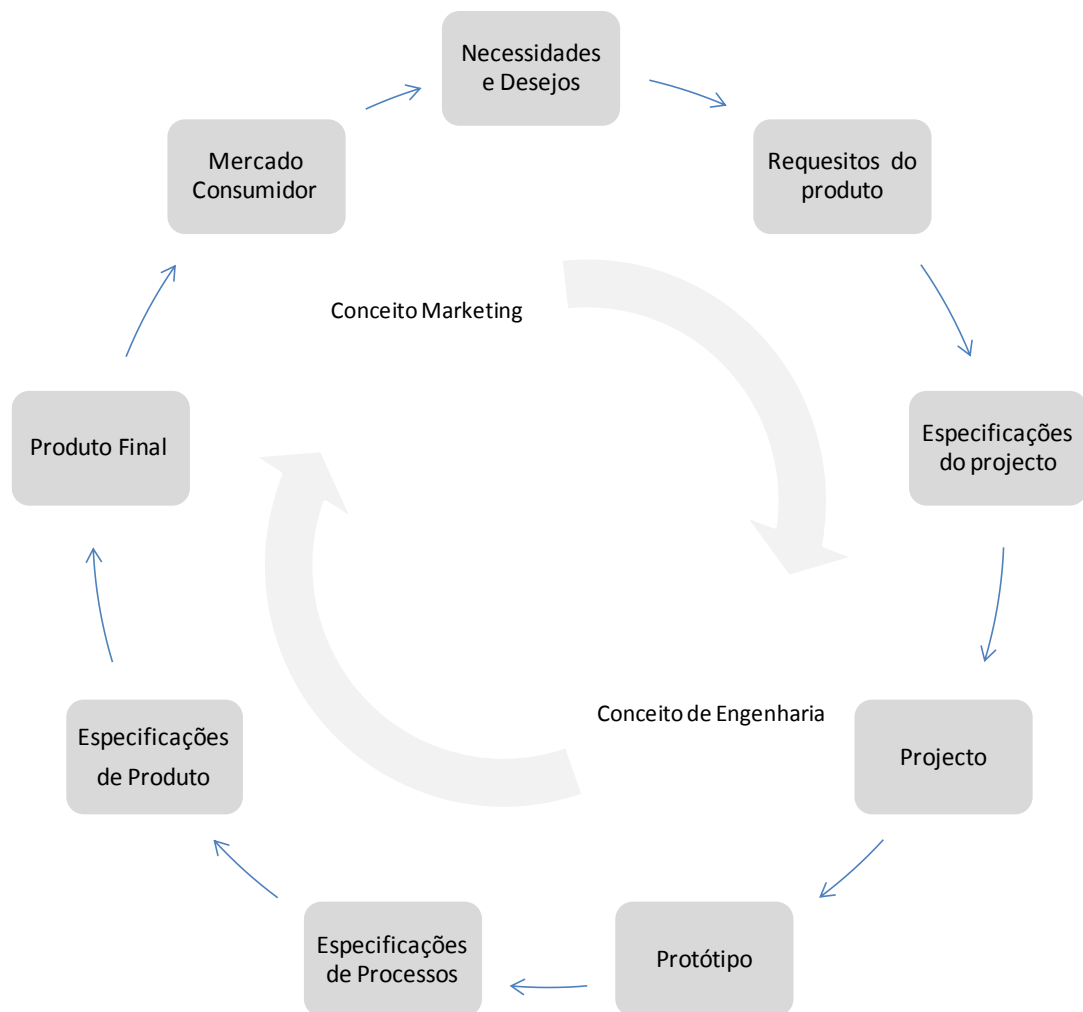 Necessidades
e Desejos
Requesitos do
produto
Especificações
do projecto
Projecto
Protótipo
Especificações
de Processos
Especificações
de Produto
Produto Final
Mercado
Consumidor
Conceito Marketing
Conceito de Engenharia